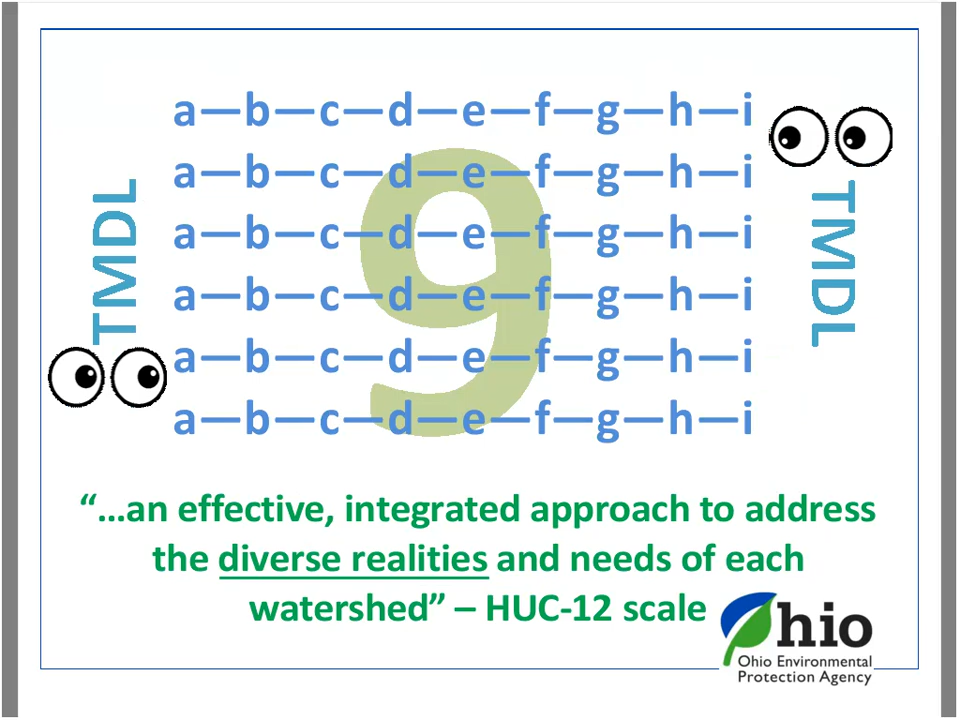 a—b—c—d—e—f—g—h—i
a—b—c—d—e—f—g—h—i
a—b—c—d—e—f—g—h—i
a—b—c—d—e—f—g—h—i
a—b—c—d—e—f—g—h—i
a—b—c—d—e—f—g—h—i
9
TMDL
TMDL
“...an effective, integrated approach to address
the diverse realities and needs of each
watershed” – HUC-12 scale
Ohio
Ohio Environmental
Protection Agency